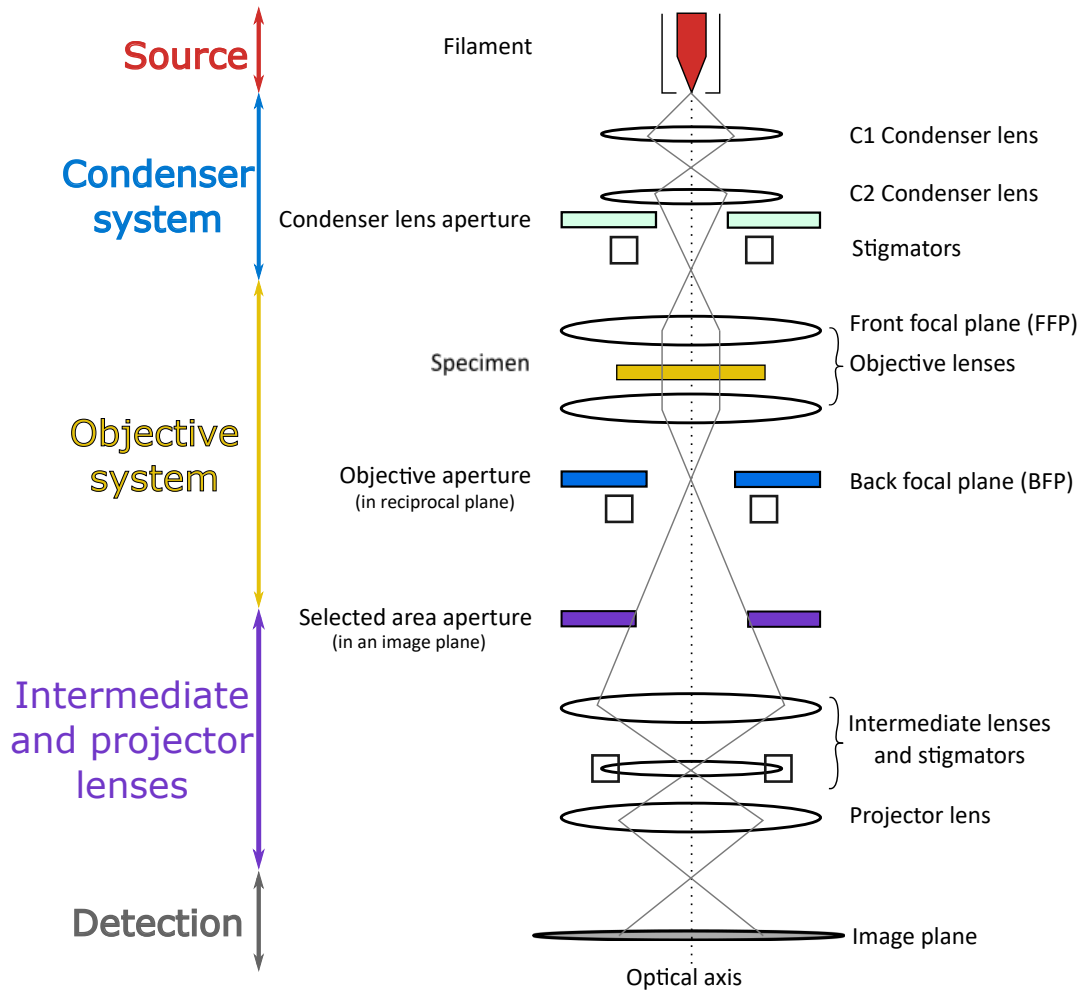 Source
Filament
Condenser
system
C1 Condenser lens
C2 Condenser lens
Condenser lens aperture
Stigmators
Objective
system
Front focal plane (FFP)
Specimen
Objective lenses
Objective aperture
(in reciprocal plane)
Back focal plane (BFP)
Selected area aperture
(in an image plane)
Intermediate
and projector
lenses
Intermediate lenses
and stigmators
Projector lens
Detection
Image plane
Optical axis